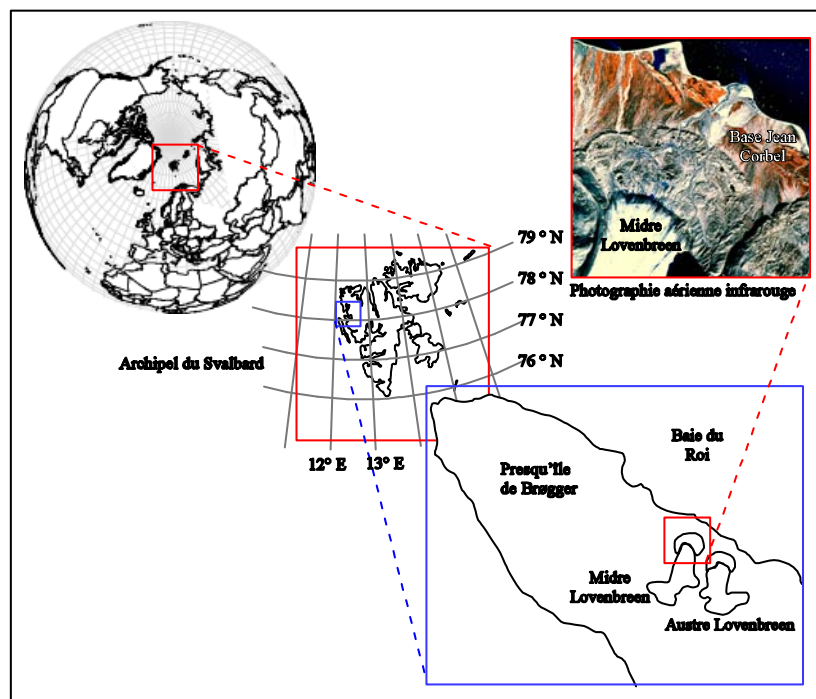 Base Jean
Corbel
Midre
Lovenbreen
Photographie aérienne infrarouge
79 ° N
78 ° N
77 ° N
76 ° N
Archipel du Svalbard
12° E
13° E
Baie du
Roi
Presqu'île
de Brøgger
Midre
Lovenbreen
Austre Lovenbreen